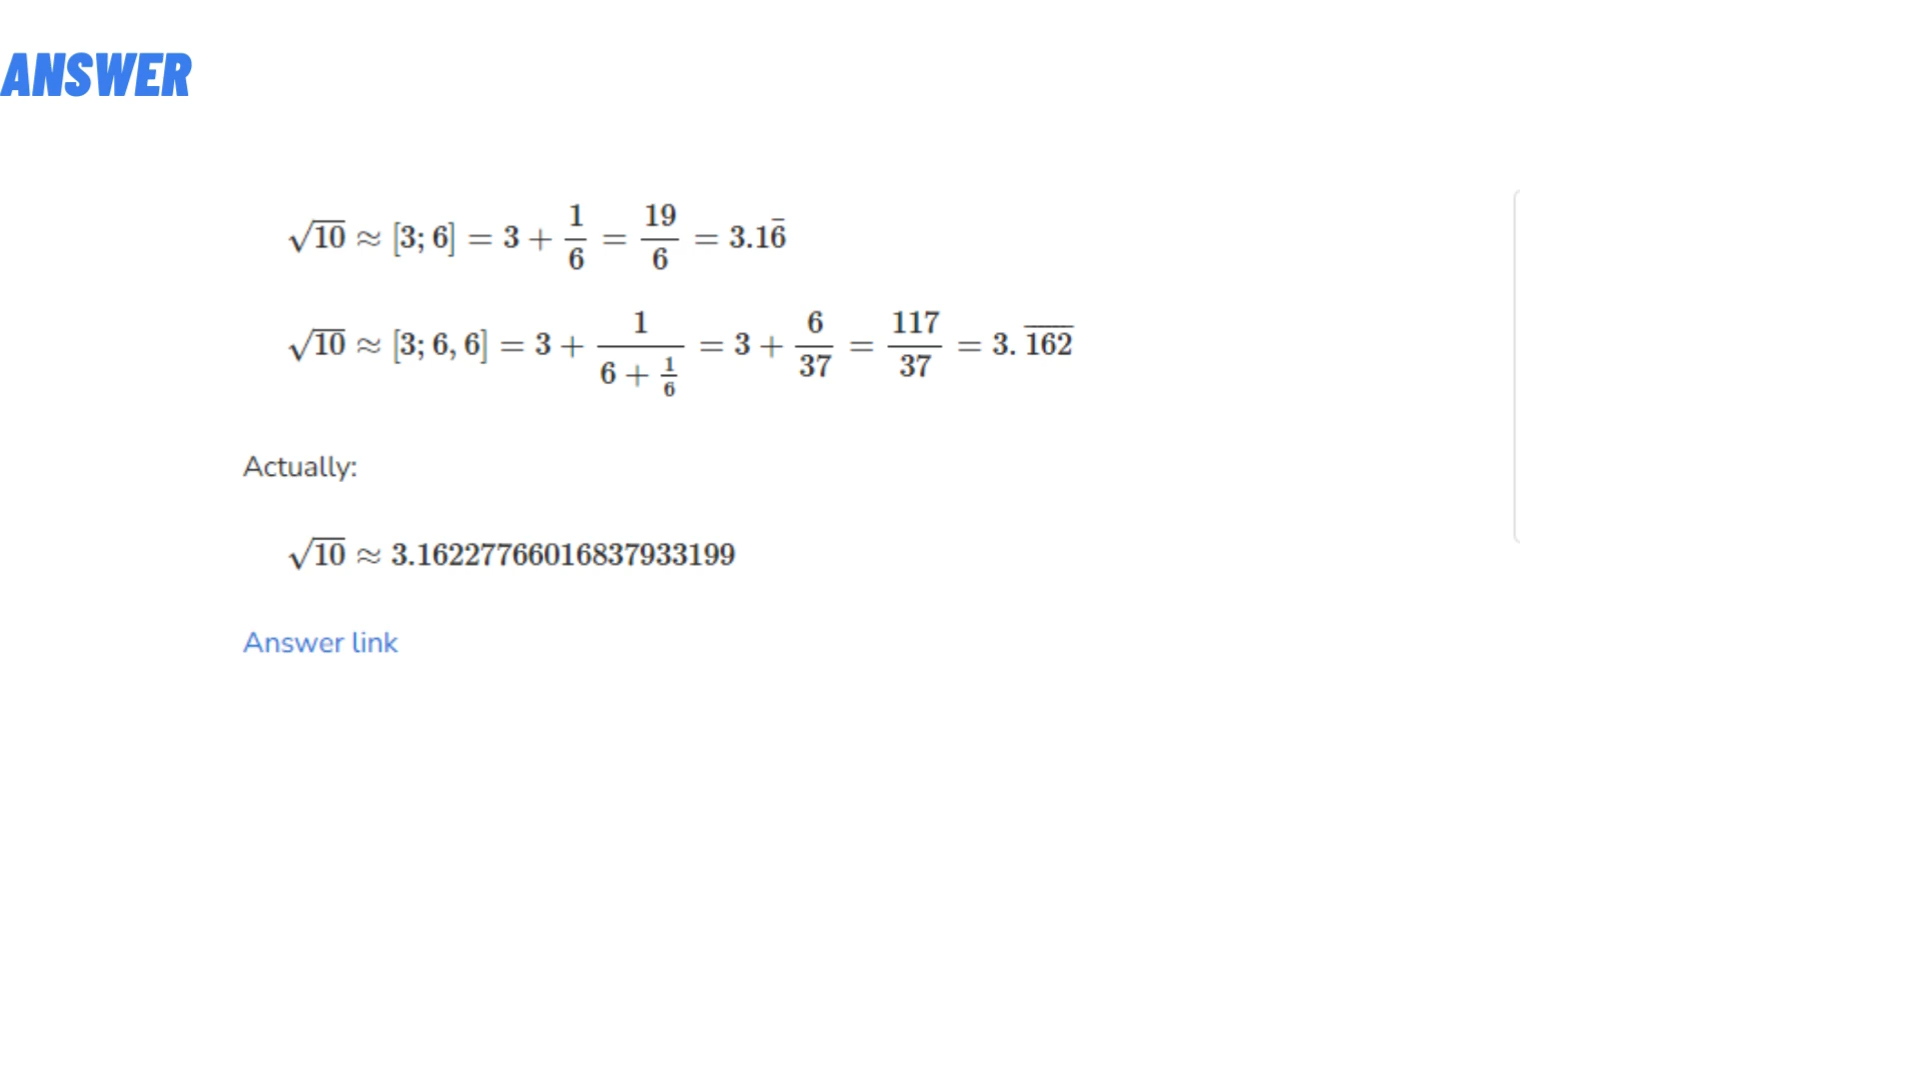 ANSWER
√10 ≈ [3; 6] = 3 + 1/6 = 19/6 = 3.16̄
√10 ≈ [3; 6, 6] = 3 + 1/(6 + 1/6) = 3 + 6/37 = 117/37 = 3. 1̅6̅2̅
Actually:
√10 ≈ 3.16227766016837933199
Answer link